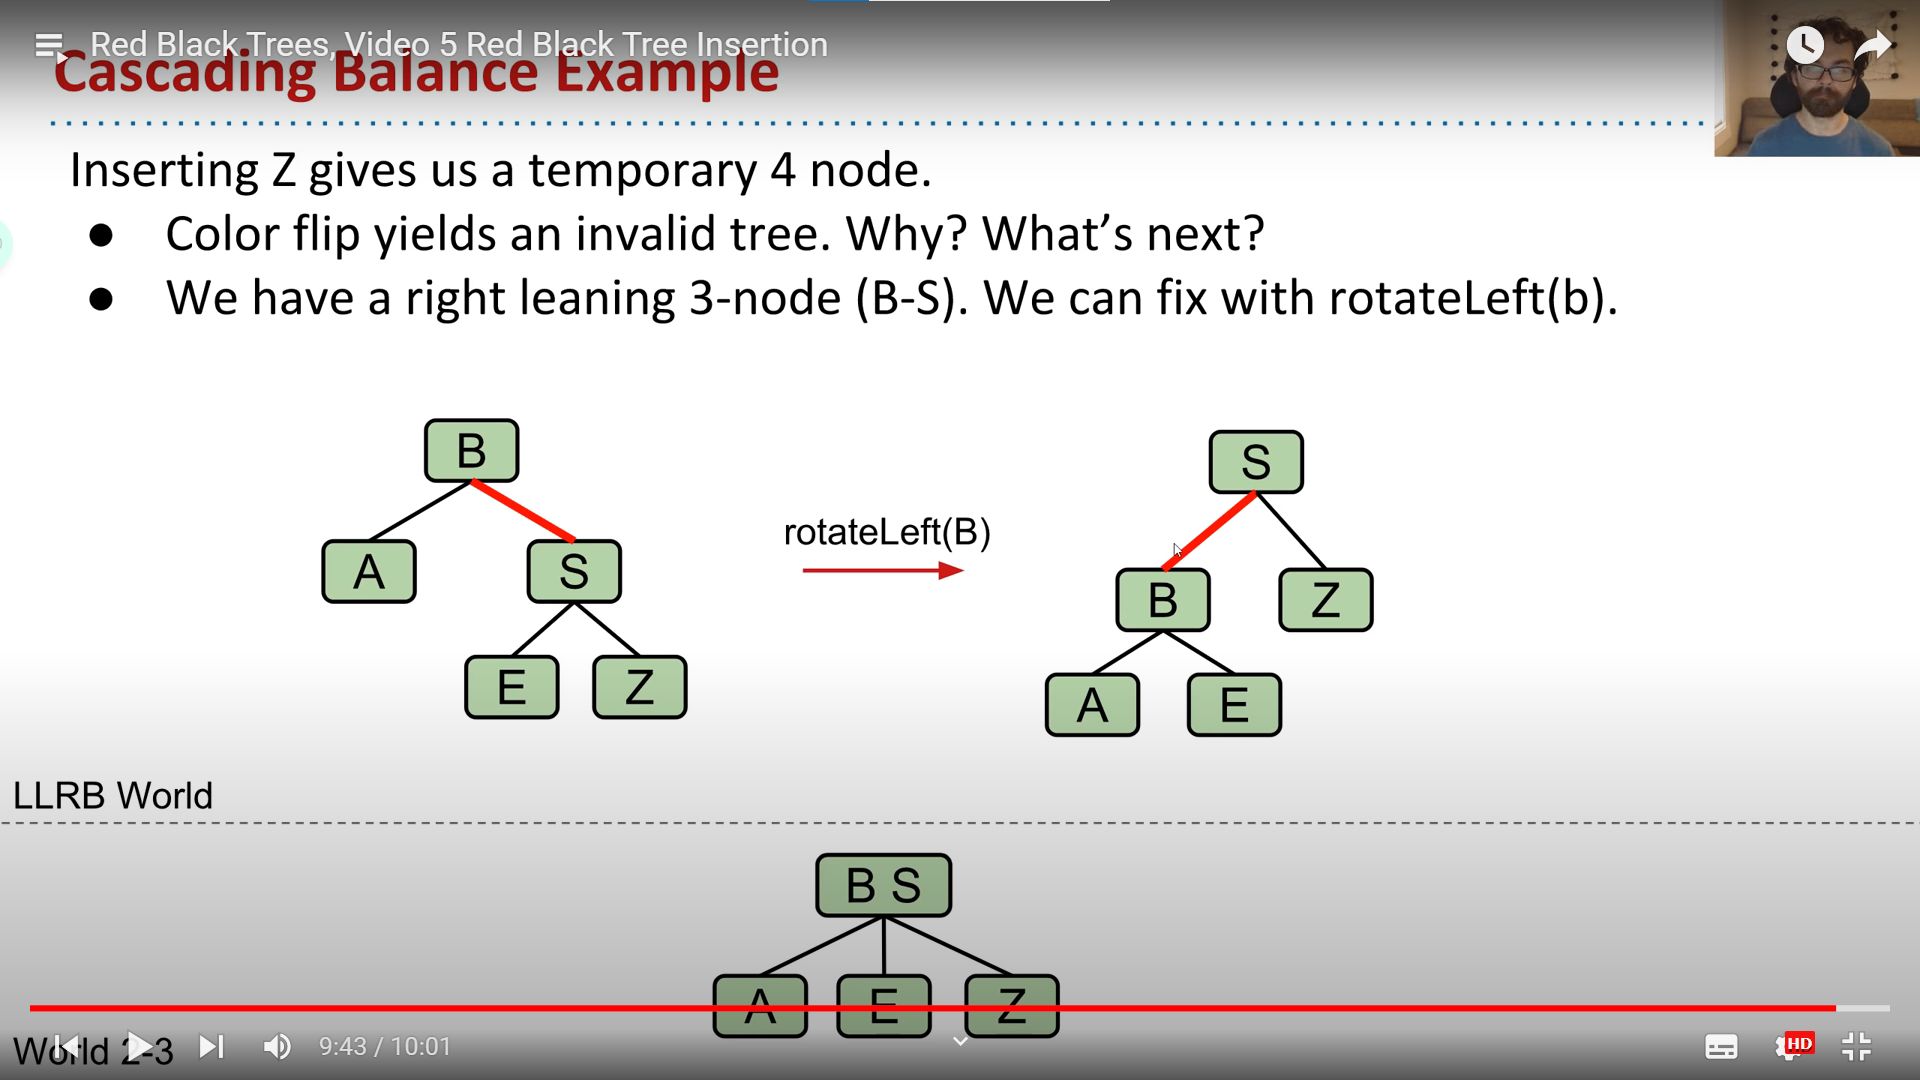 Red Black Trees, Video 5 Red Black Tree Insertion
Cascading Balance Example
Inserting Z gives us a temporary 4 node.
● Color flip yields an invalid tree. Why? What’s next?
● We have a right leaning 3-node (B-S). We can fix with rotateLeft(b).
B
A
S
E
Z
rotateLeft(B)
S
B
Z
A
E
LLRB World
B S
A
E
Z
World 2-3
9:43 / 10:01
HD